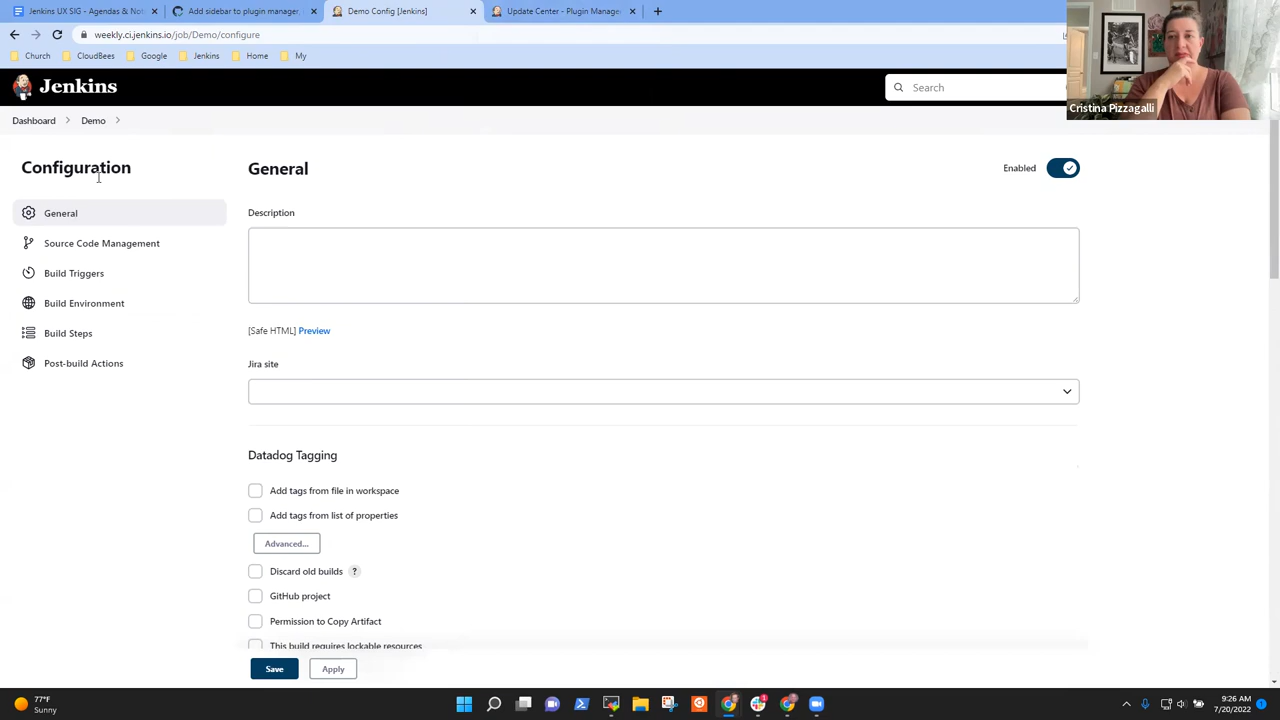 Jenkins UX SIG - Notes
Add sidebar to plugin manager
Demo Config [Jenkins]
Update Center - Plugin Manage
weekly.ci.jenkins.io/job/Demo/configure
Church
CloudBees
Google
Jenkins
Home
My
Jenkins
Search
Cristina Pizzagalli
Dashboard
Demo
Configuration
General
Source Code Management
Build Triggers
Build Environment
Build Steps
Post-build Actions
General
Enabled
Description
[Safe HTML] Preview
Jira site
Datadog Tagging
Add tags from file in workspace
Add tags from list of properties
Advanced...
Discard old builds ?
GitHub project
Permission to Copy Artifact
This build requires lockable resources
Save
Apply
77°F
Sunny
9:26 AM
7/20/2022